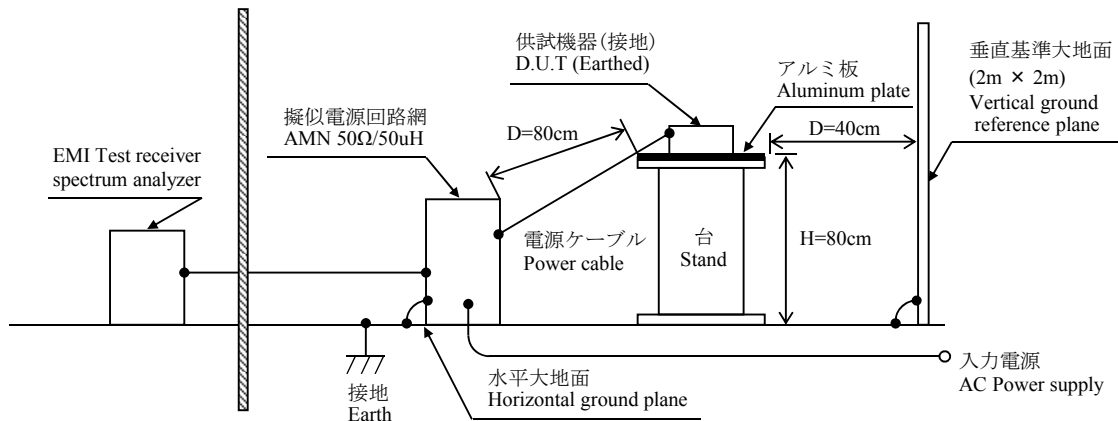 供試機器(接地)
D.U.T (Earthed)
アルミ板
Aluminum plate
垂直基準大地面
(2m × 2m)
Vertical ground
reference plane
擬似電源回路網
AMN 50Ω/50uH
D=80cm
D=40cm
EMI Test receiver
spectrum analyzer
電源ケーブル
Power cable
台
Stand
H=80cm
接地
Earth
水平大地面
Horizontal ground plane
入力電源
AC Power supply